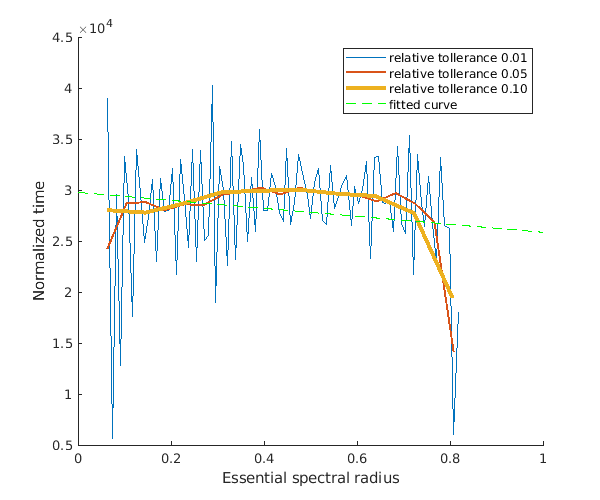 ×10⁴
4.5
4
3.5
3
2.5
2
1.5
1
0.5
0
0.2
0.4
0.6
0.8
1
Normalized time
Essential spectral radius
relative tollerance 0.01
relative tollerance 0.05
relative tollerance 0.10
fitted curve